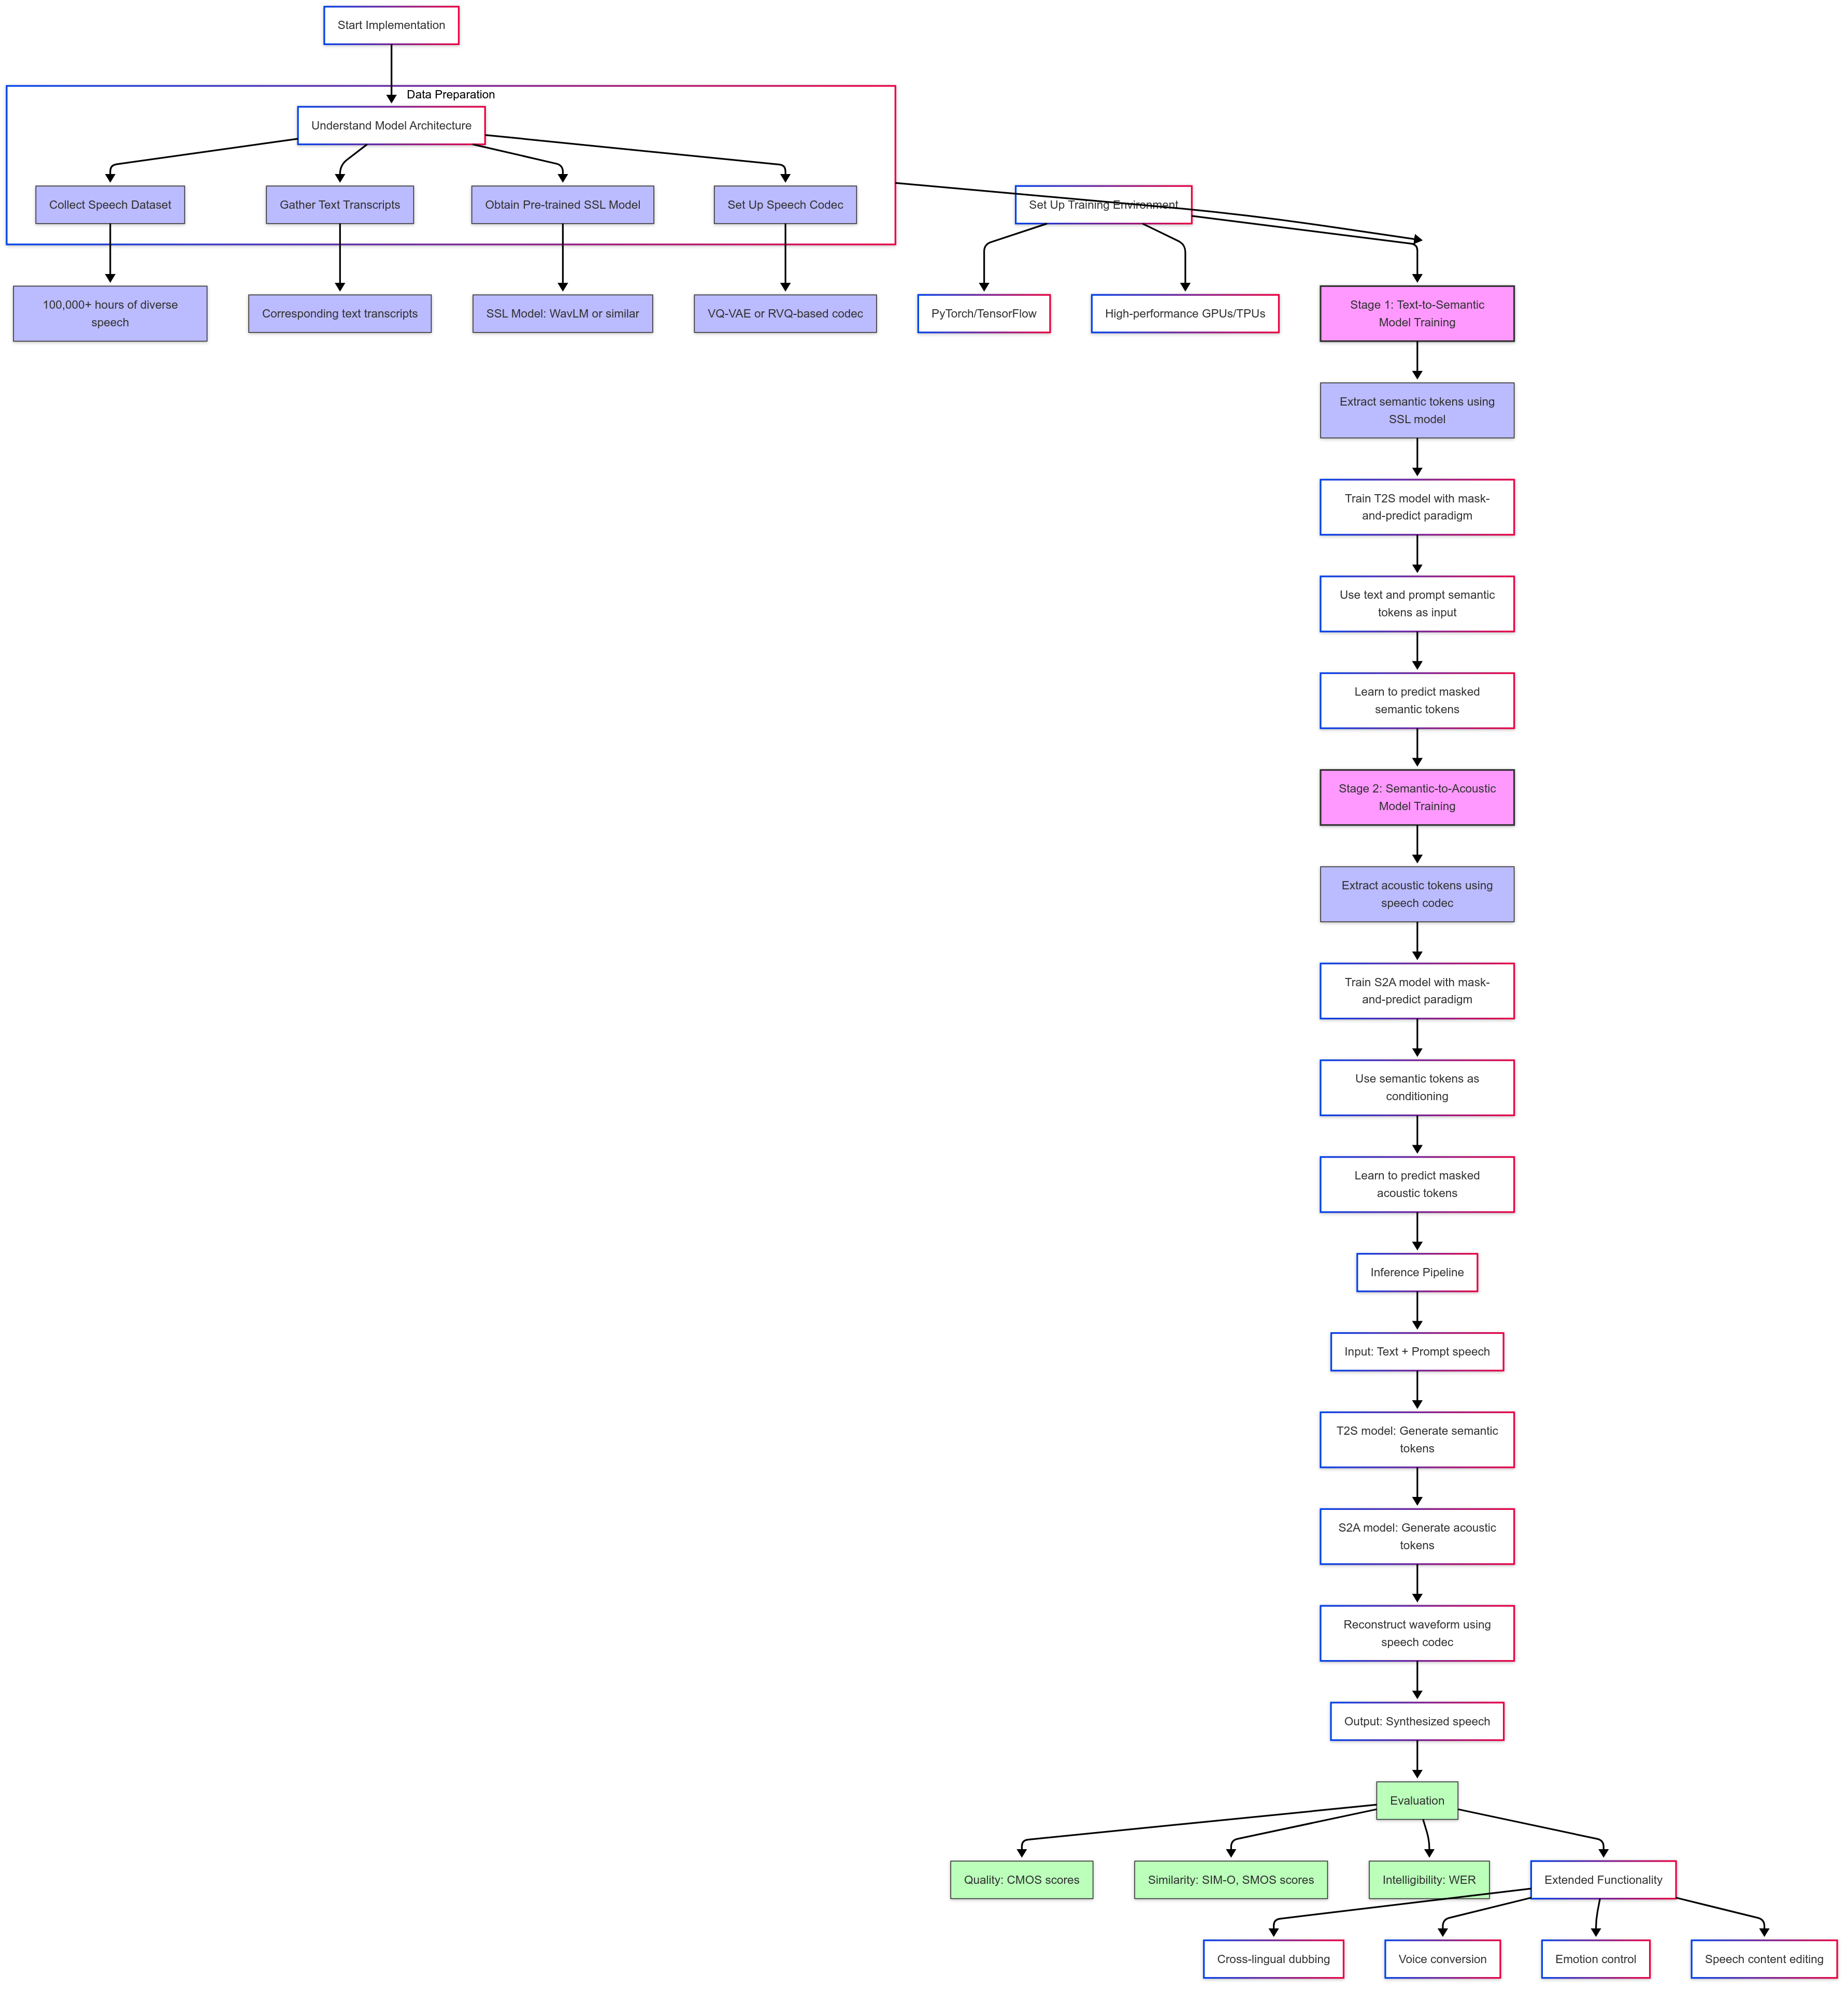 Start Implementation
Data Preparation
Understand Model Architecture
Collect Speech Dataset
Gather Text Transcripts
Obtain Pre-trained SSL Model
Set Up Speech Codec
Set Up Training Environment
100,000+ hours of diverse
speech
Corresponding text transcripts
SSL Model: WavLM or similar
VQ-VAE or RVQ-based codec
PyTorch/TensorFlow
High-performance GPUs/TPUs
Stage 1: Text-to-Semantic
Model Training
Extract semantic tokens using
SSL model
Train T2S model with mask-
and-predict paradigm
Use text and prompt semantic
tokens as input
Learn to predict masked
semantic tokens
Stage 2: Semantic-to-Acoustic
Model Training
Extract acoustic tokens using
speech codec
Train S2A model with mask-
and-predict paradigm
Use semantic tokens as
conditioning
Learn to predict masked
acoustic tokens
Inference Pipeline
Input: Text + Prompt speech
T2S model: Generate semantic
tokens
S2A model: Generate acoustic
tokens
Reconstruct waveform using
speech codec
Output: Synthesized speech
Evaluation
Quality: CMOS scores
Similarity: SIM-O, SMOS scores
Intelligibility: WER
Extended Functionality
Cross-lingual dubbing
Voice conversion
Emotion control
Speech content editing